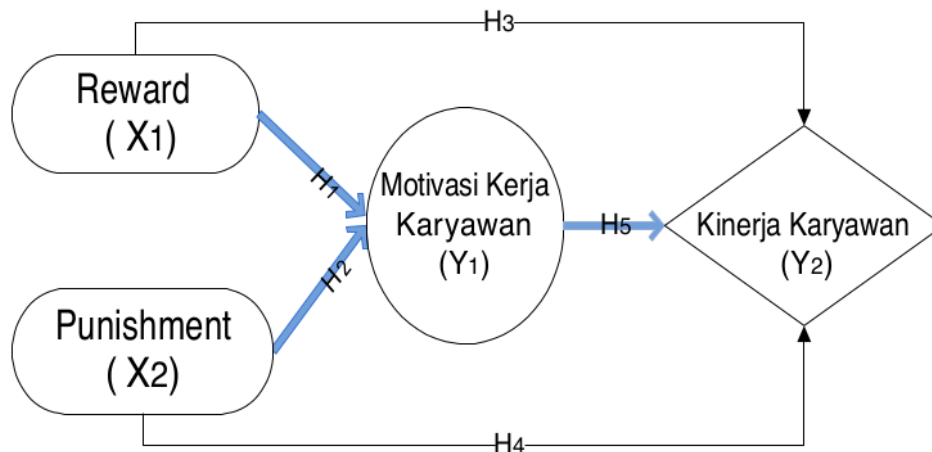 H3
Reward
( X1)
H1
Motivasi Kerja
Karyawan
(Y1)
H5
Kinerja Karyawan
(Y2)
H2
Punishment
( X2)
H4